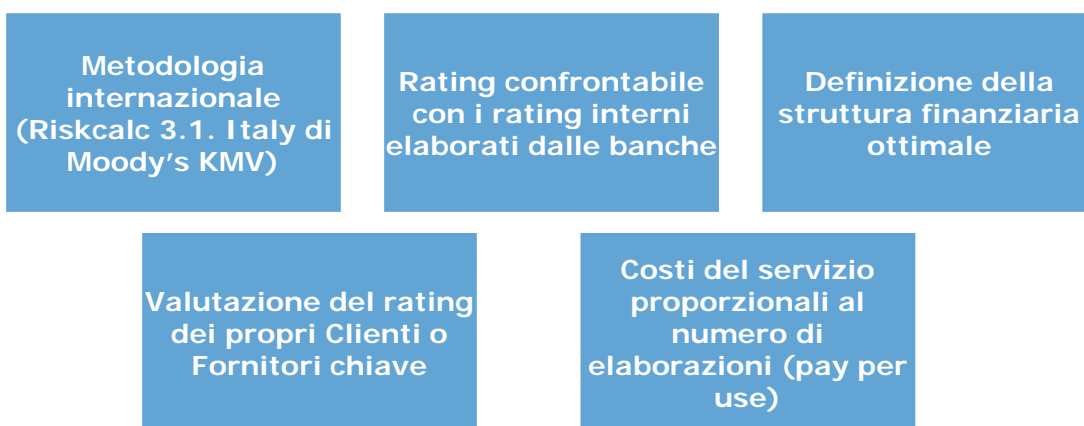 Metodologia
internazionale
(Riskcalc 3.1. Italy di
Moody's KMV)
Rating confrontabile
con i rating interni
elaborati dalle banche
Definizione della
struttura finanziaria
ottimale
Valutazione del rating
dei propri Clienti o
Fornitori chiave
Costi del servizio
proporzionali al
numero di
elaborazioni (pay per
use)